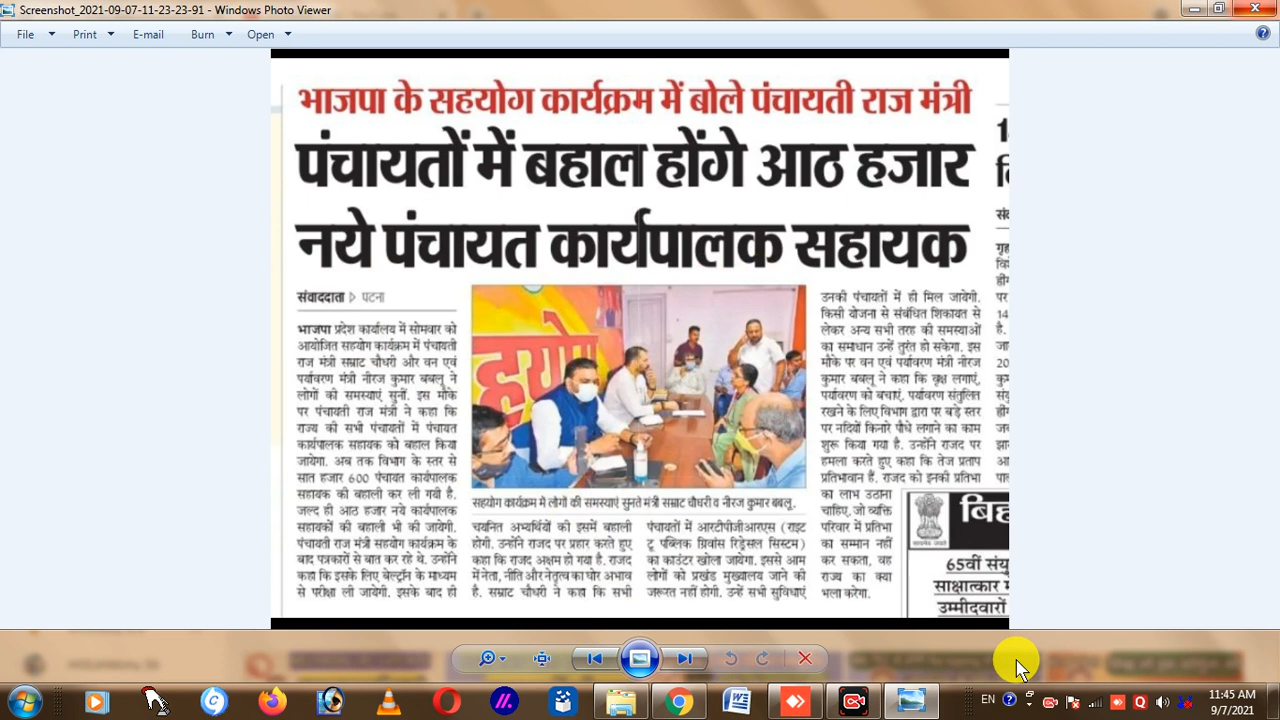 Screenshot_2021-09-07-11-23-23-91 - Windows Photo Viewer
File Print E-mail Burn Open
भाजपा के सहयोग कार्यक्रम में बोले पंचायती राज मंत्री
पंचायतों में बहाल होंगे आठ हजार
नये पंचायत कार्यपालक सहायक
संवाददाता ▷ पटना
भाजपा प्रदेश कार्यालय में सोमवार को
आयोजित सहयोग कार्यक्रम में पंचायती
राज मंत्री सम्राट चौधरी और वन एवं
पर्यावरण मंत्री नीरज कुमार बबलू ने
लोगों की समस्याएं सुनीं. इस मौके
पर पंचायती राज मंत्री ने कहा कि
राज्य की सभी पंचायतों में पंचायत
कार्यपालक सहायक को बहाल किया
जायेगा. अब तक विभाग के स्तर से
सात हजार 600 पंचायत कार्यपालक
सहायक की बहाली कर ली गयी है.
जल्द ही आठ हजार नये कार्यपालक
सहायकों की बहाली भी की जायेगी.
पंचायती राज मंत्री सहयोग कार्यक्रम के
बाद पत्रकारों से बात कर रहे थे. उन्होंने
कहा कि इसके लिए बेल्ट्रॉन के माध्यम
से परीक्षा ली जायेगी. इसके बाद ही
सहयोग
सहयोग कार्यक्रम में लोगों की समस्याएं सुनते मंत्री सम्राट चौधरी व नीरज कुमार बबलू.
चयनित अभ्यर्थियों की इसमें बहाली
होगी. उन्होंने राजद पर प्रहार करते हुए
कहा कि राजद अक्षम हो गया है. राजद
में नेता, नीति और नेतृत्व का घोर अभाव
है. सम्राट चौधरी ने कहा कि सभी
पंचायतों में आरटीपीजीआरएस (राइट
टू पब्लिक ग्रिवांस रिड्रेसल सिस्टम)
का काउंटर खोला जायेगा. इससे आम
लोगों को प्रखंड मुख्यालय जाने की
जरूरत नहीं होगी. उन्हें सभी सुविधाएं
उनकी पंचायतों में ही मिल जायेगी.
किसी योजना से संबंधित शिकायत से
लेकर अन्य सभी तरह की समस्याओं
का समाधान उन्हें तुरंत हो सकेगा. इस
मौके पर वन एवं पर्यावरण मंत्री नीरज
कुमार बबलू ने कहा कि वृक्ष लगाएं,
पर्यावरण को बचाएं. पर्यावरण संतुलित
रखने के लिए विभाग द्वारा पर बड़े स्तर
पर नदियों किनारे पौधे लगाने का काम
शुरू किया गया है. उन्होंने राजद पर
हमला करते हुए कहा कि तेज प्रताप
प्रतिभावान हैं. राजद को इनकी प्रतिभा
का लाभ उठाना
चाहिए. जो व्यक्ति
परिवार में प्रतिभा
का सम्मान नहीं
कर सकता, वह
राज्य का क्या
भला करेगा.
65वीं संयु
साक्षात्कार
उम्मीदवारों
EN
11:45 AM
9/7/2021